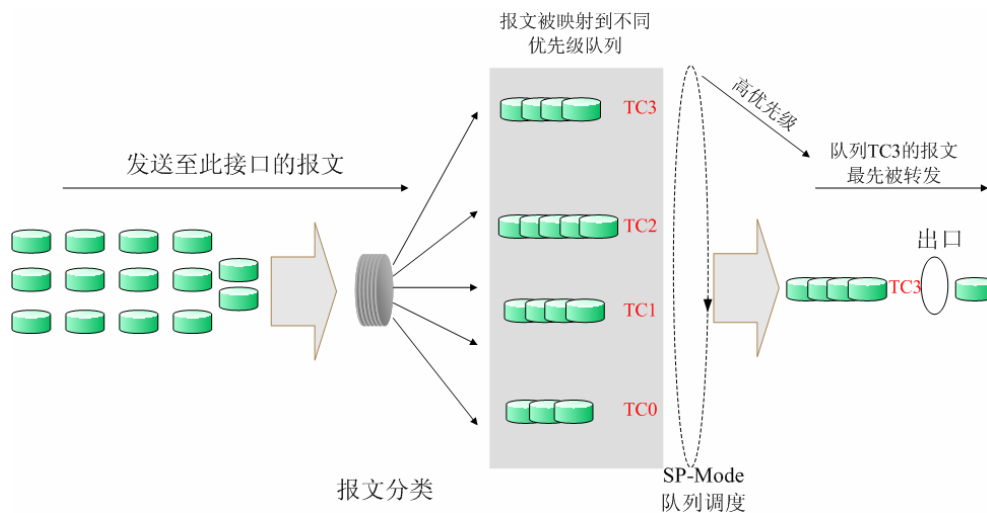 报文被映射到不同
优先级队列
TC3
高优先级
发送至此接口的报文
队列TC3的报文
最先被转发
TC2
出口
TC3
TC1
TC0
报文分类
SP-Mode
队列调度